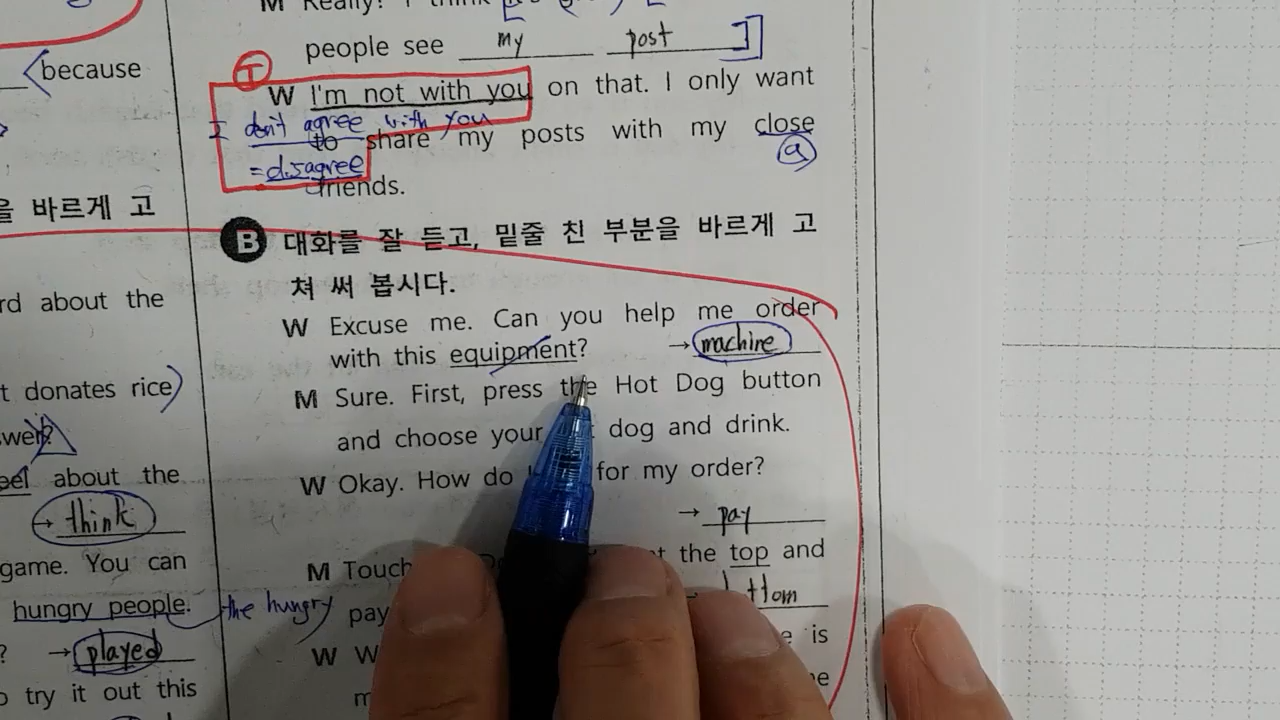 M Really? I think
people see my post ]
T
W I'm not with you on that. I only want
I don't agree with you
to share my posts with my close
= disagree
a
friends.
B 대화를 잘 듣고, 밑줄 친 부분을 바르게 고
쳐 써 봅시다.
W Excuse me. Can you help me order
with this equipment? → machine
M Sure. First, press the Hot Dog button
and choose your dog and drink.
W Okay. How do for my order?
→ pay
M Touch the top and
pay
is
W
because
을 바르게 고
rd about the
t donates rice)
about the
→ think
game. You can
hungry people. the hungry
? → played
o try it out this